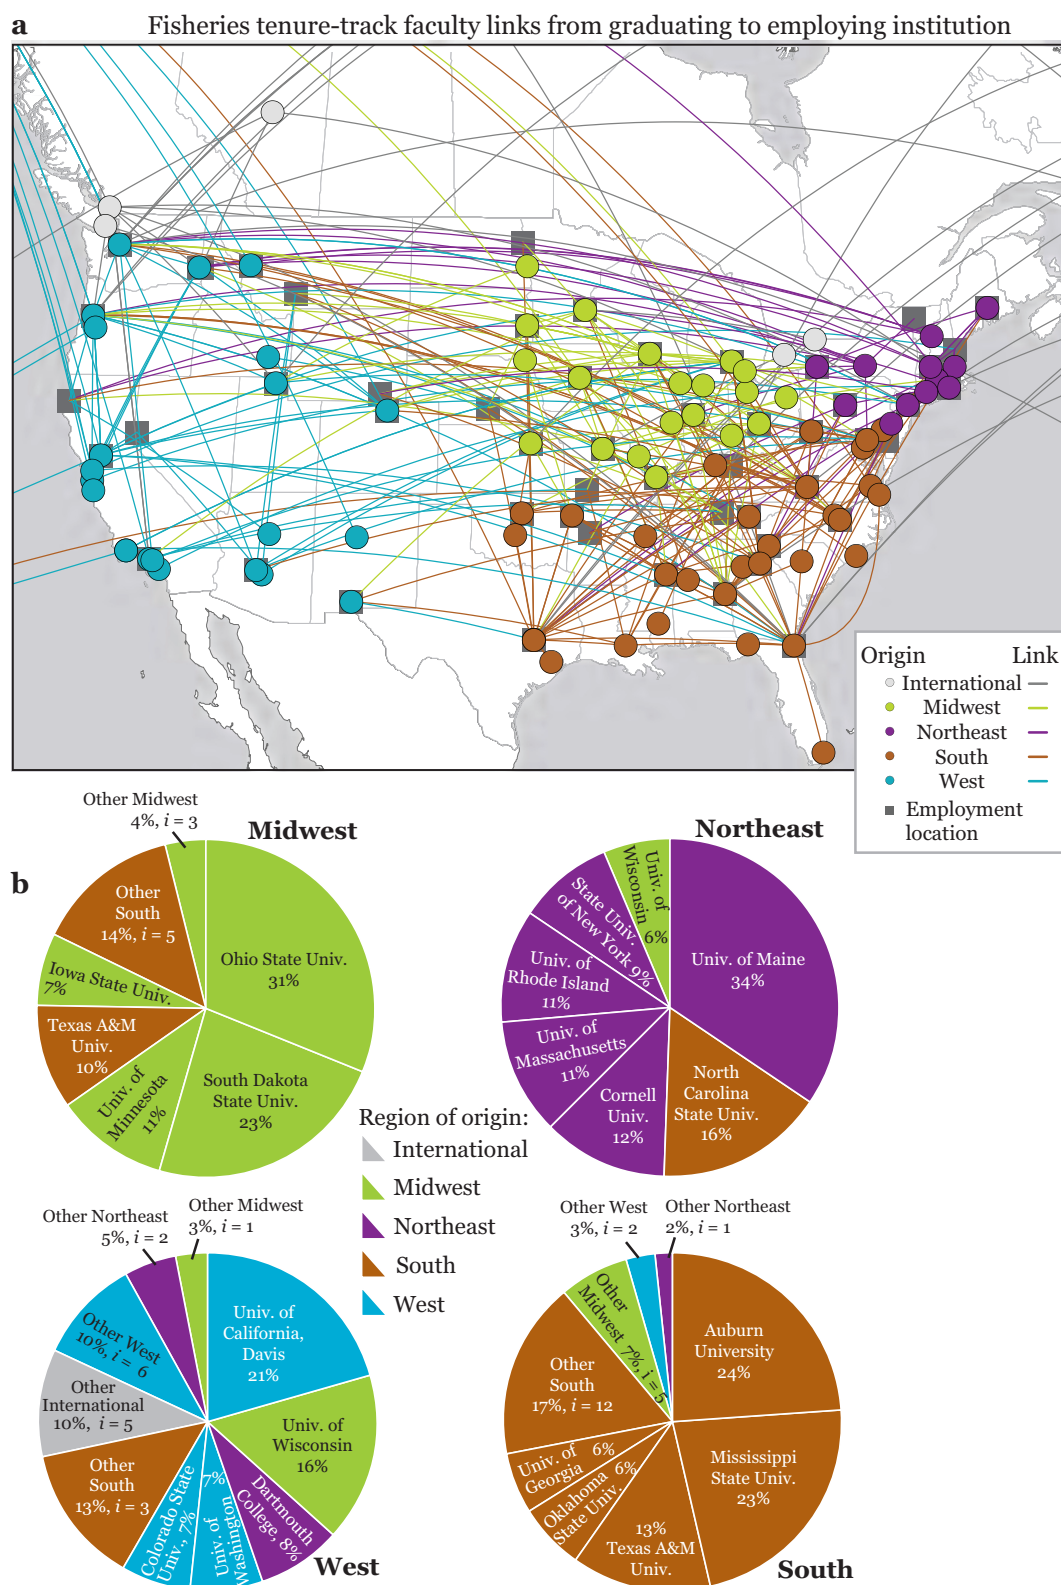 a
Fisheries tenure-track faculty links from graduating to employing institution
Origin
Link
International
Midwest
Northeast
South
West
Employment
location
b
Midwest
Other Midwest
4%, i = 3
Ohio State Univ.
31%
South Dakota
State Univ.
23%
Univ. of
Minnesota
11%
Texas A&M
Univ.
10%
Iowa State Univ.
7%
Other
South
14%, i = 5
Northeast
Univ. of
Wisconsin
6%
Univ. of Maine
34%
North
Carolina
State Univ.
16%
Cornell
Univ.
12%
Univ. of
Massachusetts
11%
Univ. of
Rhode Island
11%
State Univ.
of New York 9%
Region of origin:
International
Midwest
Northeast
South
West
Other Northeast
5%, i = 2
Other Midwest
3%, i = 1
Univ. of
California,
Davis
21%
Univ. of
Wisconsin
16%
Dartmouth
College, 8%
Univ. of
Washington
7%
Colorado State
Univ., 7%
Other
South
13%, i = 3
Other
International
10%, i = 5
Other West
10%, i = 6
West
Other West
3%, i = 2
Other Northeast
2%, i = 1
Auburn
University
24%
Mississippi
State Univ.
23%
13%
Texas A&M
Univ.
Oklahoma 6%
State Univ.
Univ. of 6%
Georgia
Other
South
17%, i = 12
Other
Midwest 7%, i = 5
South